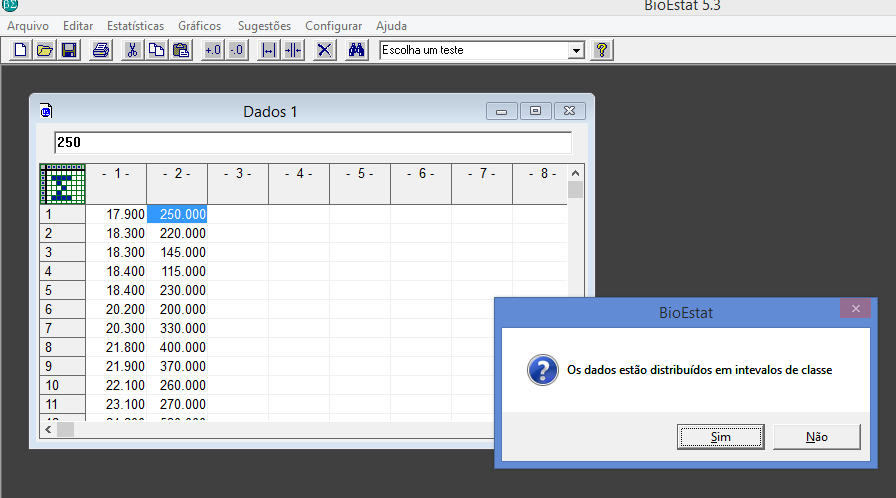 BioEstat 5.3
Arquivo Editar Estatísticas Gráficos Sugestões Configurar Ajuda
+.0 -.0 Escolha um teste ?
Dados 1
250
- 1 - - 2 - - 3 - - 4 - - 5 - - 6 - - 7 - - 8 -
1 17.900 250.000
2 18.300 220.000
3 18.300 145.000
4 18.400 115.000
5 18.400 230.000
6 20.200 200.000
7 20.300 330.000
8 21.800 400.000
9 21.900 370.000
10 22.100 260.000
11 23.100 270.000
BioEstat
Os dados estão distribuídos em intevalos de classe
Sim Não